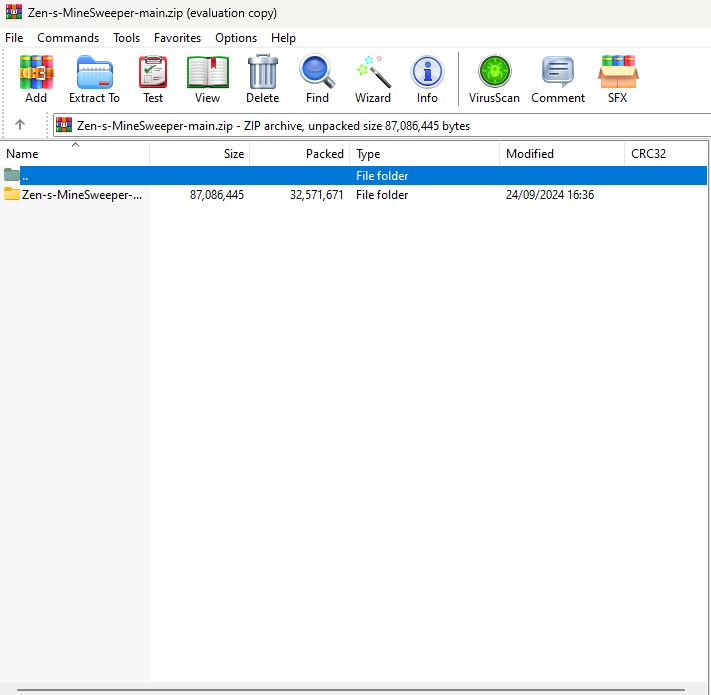 Zen-s-MineSweeper-main.zip (evaluation copy)
File Commands Tools Favorites Options Help
Add Extract To Test View Delete Find Wizard Info VirusScan Comment SFX
Zen-s-MineSweeper-main.zip - ZIP archive, unpacked size 87,086,445 bytes
Name Size Packed Type Modified CRC32
.. File folder
Zen-s-MineSweeper-... 87,086,445 32,571,671 File folder 24/09/2024 16:36